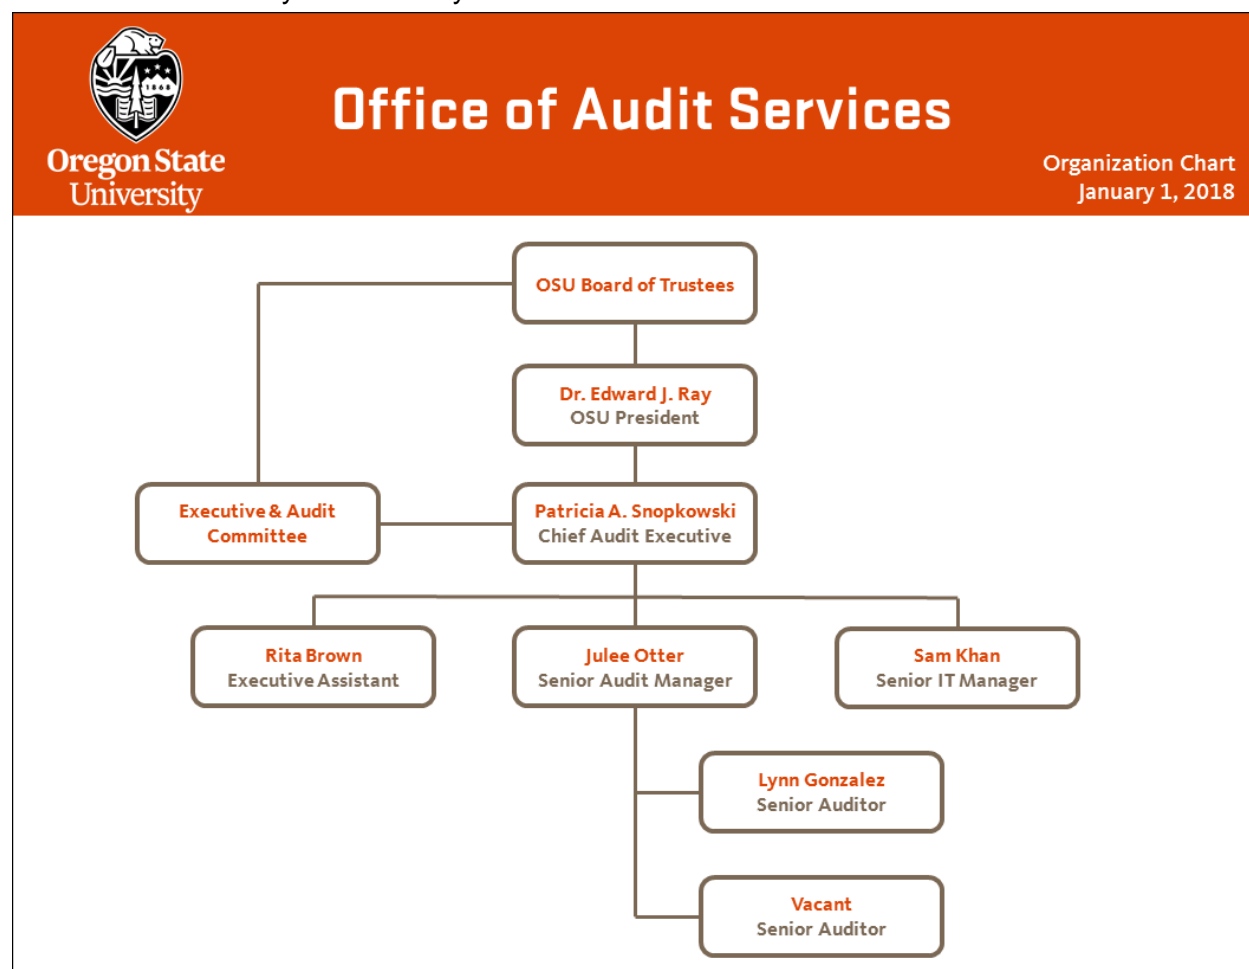 Office of Audit Services
1868
Oregon State
University
Organization Chart
January 1, 2018
OSU Board of Trustees
Dr. Edward J. Ray
OSU President
Executive & Audit
Committee
Patricia A. Snopkowski
Chief Audit Executive
Rita Brown
Executive Assistant
Julee Otter
Senior Audit Manager
Sam Khan
Senior IT Manager
Lynn Gonzalez
Senior Auditor
Vacant
Senior Auditor